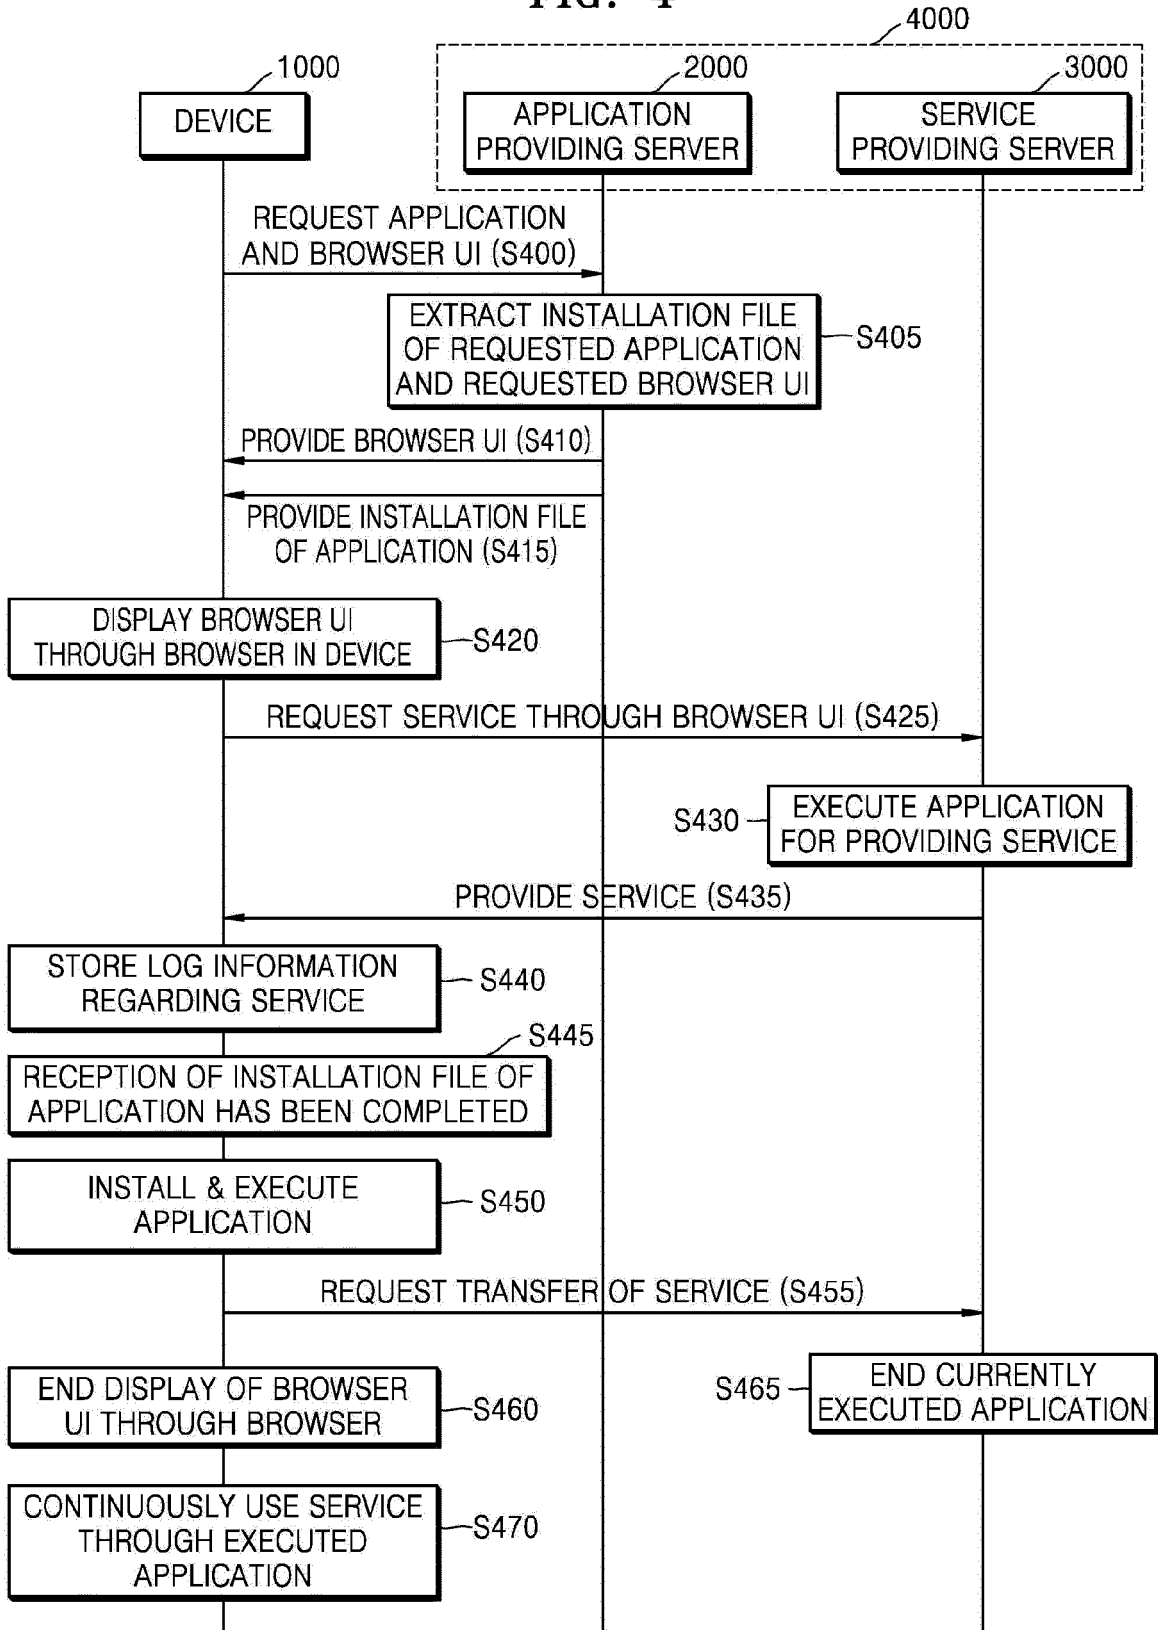 FIG. 4
4000
1000
2000
3000
DEVICE
APPLICATION
PROVIDING SERVER
SERVICE
PROVIDING SERVER
REQUEST APPLICATION
AND BROWSER UI (S400)
EXTRACT INSTALLATION FILE
OF REQUESTED APPLICATION
AND REQUESTED BROWSER UI
S405
PROVIDE BROWSER UI (S410)
PROVIDE INSTALLATION FILE
OF APPLICATION (S415)
DISPLAY BROWSER UI
THROUGH BROWSER IN DEVICE
S420
REQUEST SERVICE THROUGH BROWSER UI (S425)
S430
EXECUTE APPLICATION
FOR PROVIDING SERVICE
PROVIDE SERVICE (S435)
STORE LOG INFORMATION
REGARDING SERVICE
S440
S445
RECEPTION OF INSTALLATION FILE OF
APPLICATION HAS BEEN COMPLETED
INSTALL & EXECUTE
APPLICATION
S450
REQUEST TRANSFER OF SERVICE (S455)
END DISPLAY OF BROWSER
UI THROUGH BROWSER
S460
S465
END CURRENTLY
EXECUTED APPLICATION
CONTINUOUSLY USE SERVICE
THROUGH EXECUTED
APPLICATION
S470